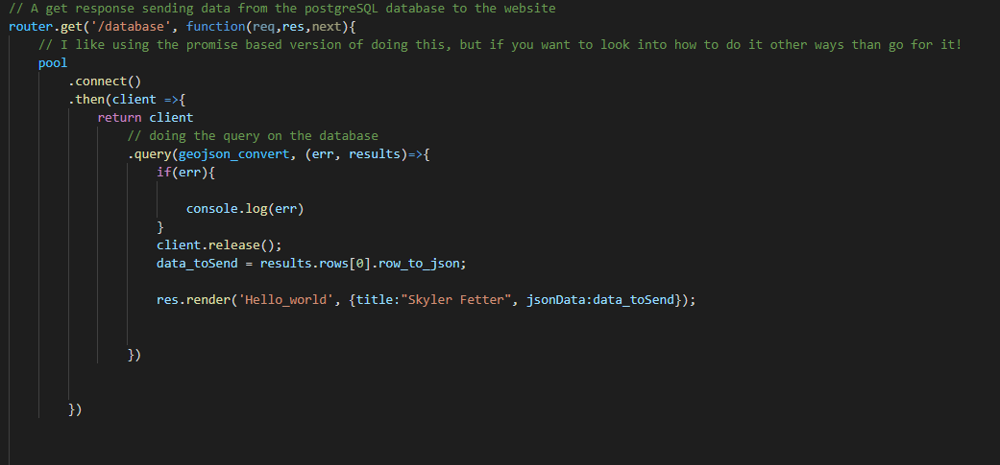 // A get response sending data from the postgreSQL database to the website
router.get('/database', function(req,res,next){
// I like using the promise based version of doing this, but if you want to look into how to do it other ways than go for it!
pool
.connect()
.then(client =>{
return client
// doing the query on the database
.query(geojson_convert, (err, results)=>{
if(err){
console.log(err)
}
client.release();
data_toSend = results.rows[0].row_to_json;
res.render('Hello_world', {title:"Skyler Fetter", jsonData:data_toSend});
})
})